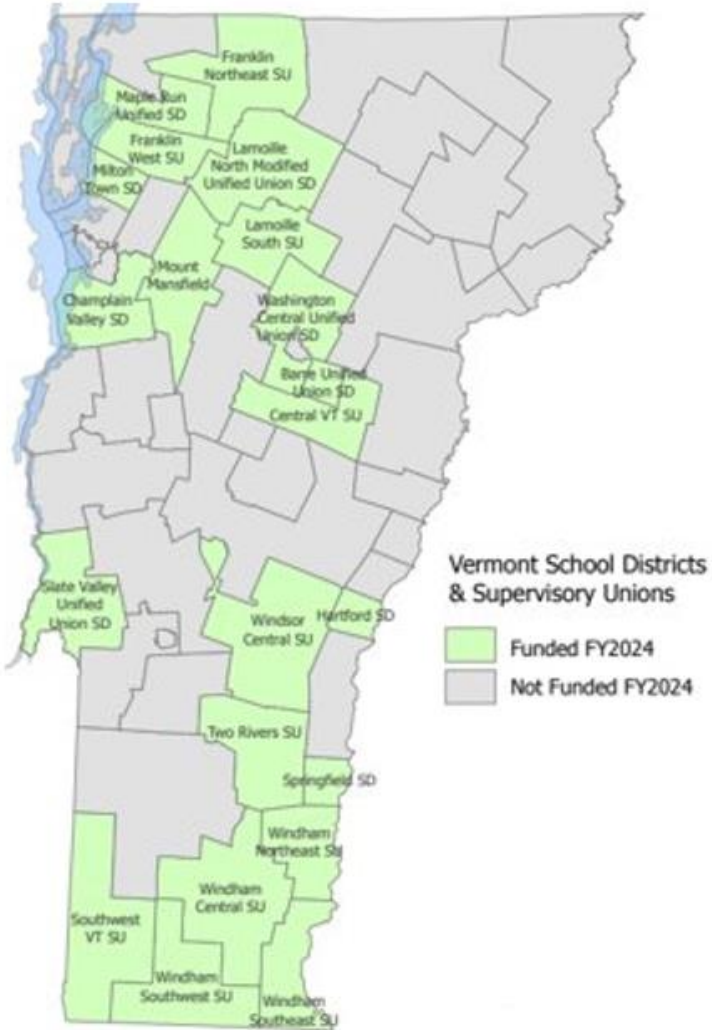 Franklin
Northeast SU
Maple Run
Unified SD
Franklin
West SU
Lamoille
North Modified
Unified Union SD
Milton
Town SD
Lamoille
South SU
Mount
Mansfield
Champlain
Valley SD
Washington
Central Unified
Union SD
Barre Unified
Union SD
Central VT SU
Slate Valley
Unified
Union SD
Windsor
Central SU
Hartford SD
Vermont School Districts
& Supervisory Unions
Funded FY2024
Not Funded FY2024
Two Rivers SU
Springfield SD
Windham
Northeast SU
Windham
Central SU
Southwest
VT SU
Windham
Southwest SU
Windham
Southeast SU